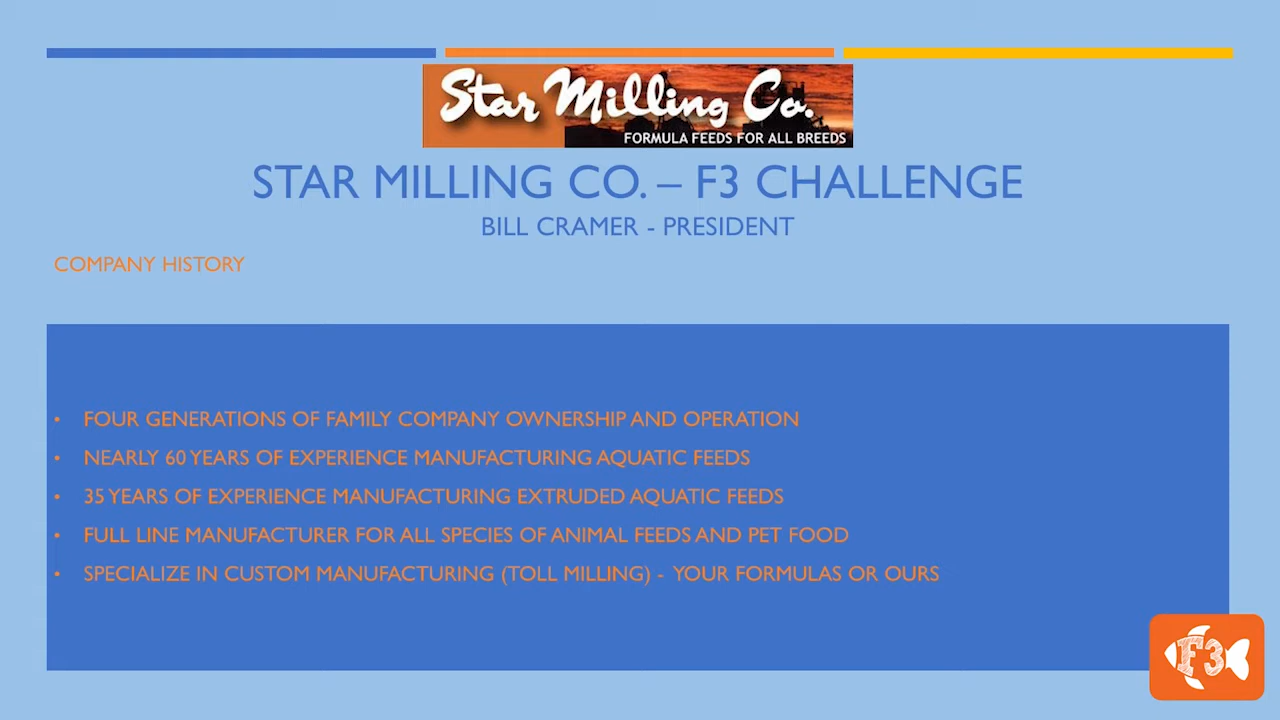 Star Milling Co.
FORMULA FEEDS FOR ALL BREEDS
STAR MILLING CO. – F3 CHALLENGE
BILL CRAMER - PRESIDENT
COMPANY HISTORY
• FOUR GENERATIONS OF FAMILY COMPANY OWNERSHIP AND OPERATION
• NEARLY 60 YEARS OF EXPERIENCE MANUFACTURING AQUATIC FEEDS
• 35 YEARS OF EXPERIENCE MANUFACTURING EXTRUDED AQUATIC FEEDS
• FULL LINE MANUFACTURER FOR ALL SPECIES OF ANIMAL FEEDS AND PET FOOD
• SPECIALIZE IN CUSTOM MANUFACTURING (TOLL MILLING) - YOUR FORMULAS OR OURS
F3